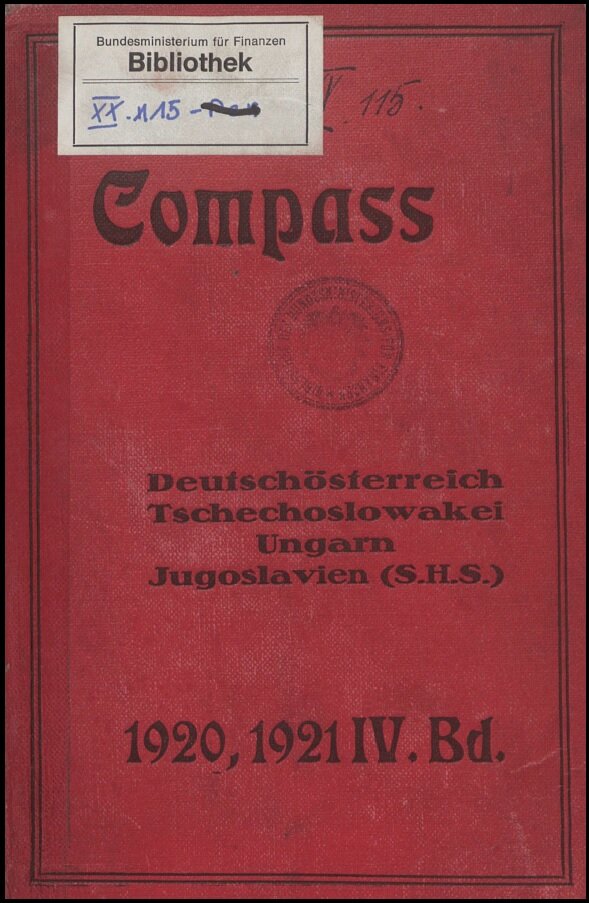 Bundesministerium für Finanzen
Bibliothek
XX. 115 -
115.
Compass
Deutschösterreich
Tschechoslowakei
Ungarn
Jugoslavien (S.H.S.)
1920, 1921 IV. Bd.